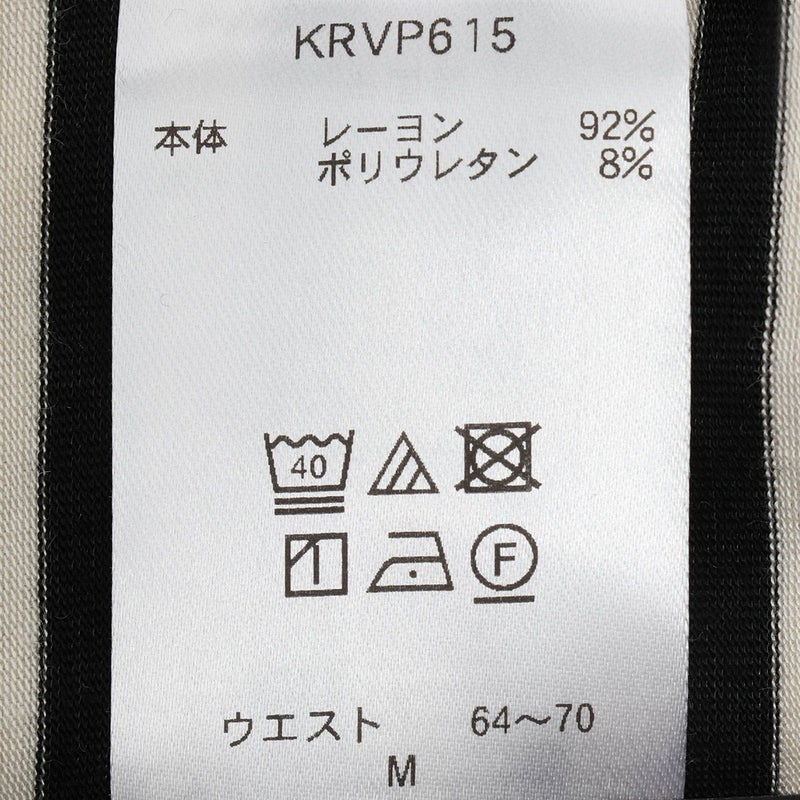 KRVP615
本体 レーヨン 92%
ポリウレタン 8%
40
F
ウエスト 64～70
M